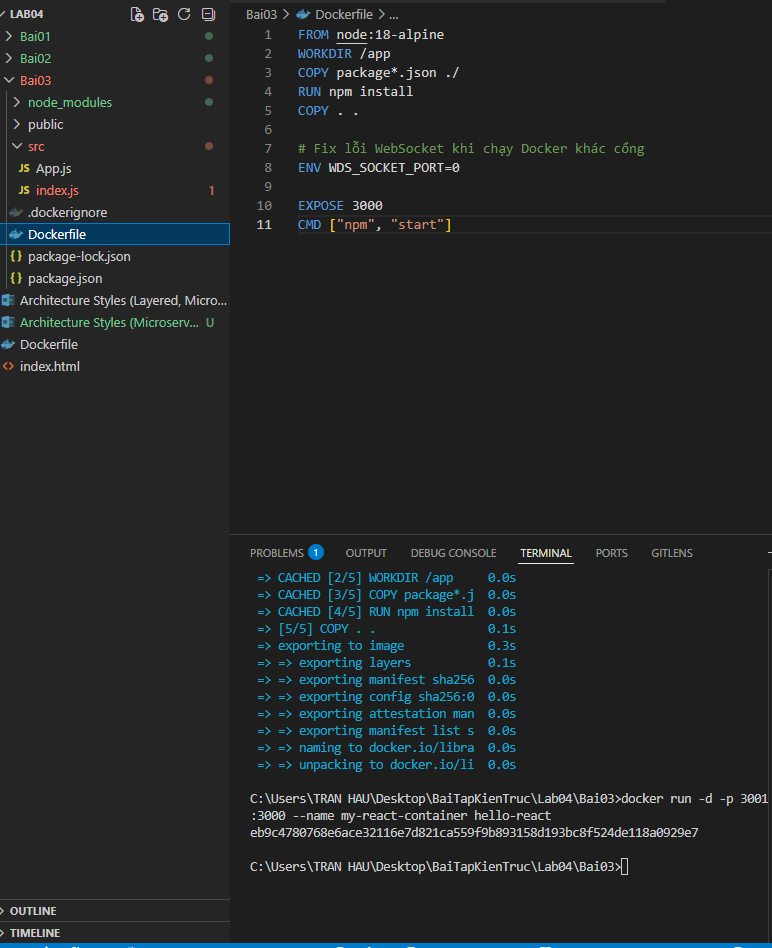 LAB04
Bai01
Bai02
Bai03
node_modules
public
src
JS App.js
JS index.js 1
.dockerignore
Dockerfile
{} package-lock.json
{} package.json
Architecture Styles (Layered, Micro...
Architecture Styles (Microserv... U
Dockerfile
<> index.html
OUTLINE
TIMELINE
Bai03 > Dockerfile > ...
1 FROM node:18-alpine
2 WORKDIR /app
3 COPY package*.json ./
4 RUN npm install
5 COPY . .
6
7 # Fix lỗi WebSocket khi chạy Docker khác cổng
8 ENV WDS_SOCKET_PORT=0
9
10 EXPOSE 3000
11 CMD ["npm", "start"]
PROBLEMS 1 OUTPUT DEBUG CONSOLE TERMINAL PORTS GITLENS
=> CACHED [2/5] WORKDIR /app 0.0s
=> CACHED [3/5] COPY package*.j 0.0s
=> CACHED [4/5] RUN npm install 0.0s
=> [5/5] COPY . . 0.1s
=> exporting to image 0.3s
=> => exporting layers 0.1s
=> => exporting manifest sha256 0.0s
=> => exporting config sha256:0 0.0s
=> => exporting attestation man 0.0s
=> => exporting manifest list s 0.0s
=> => naming to docker.io/libra 0.0s
=> => unpacking to docker.io/li 0.0s
C:\Users\TRAN HAU\Desktop\BaiTapKienTruc\Lab04\Bai03>docker run -d -p 3001
:3000 --name my-react-container hello-react
eb9c4780768e6ace32116e7d821ca559f9b893158d193bc8f524de118a0929e7
C:\Users\TRAN HAU\Desktop\BaiTapKienTruc\Lab04\Bai03>